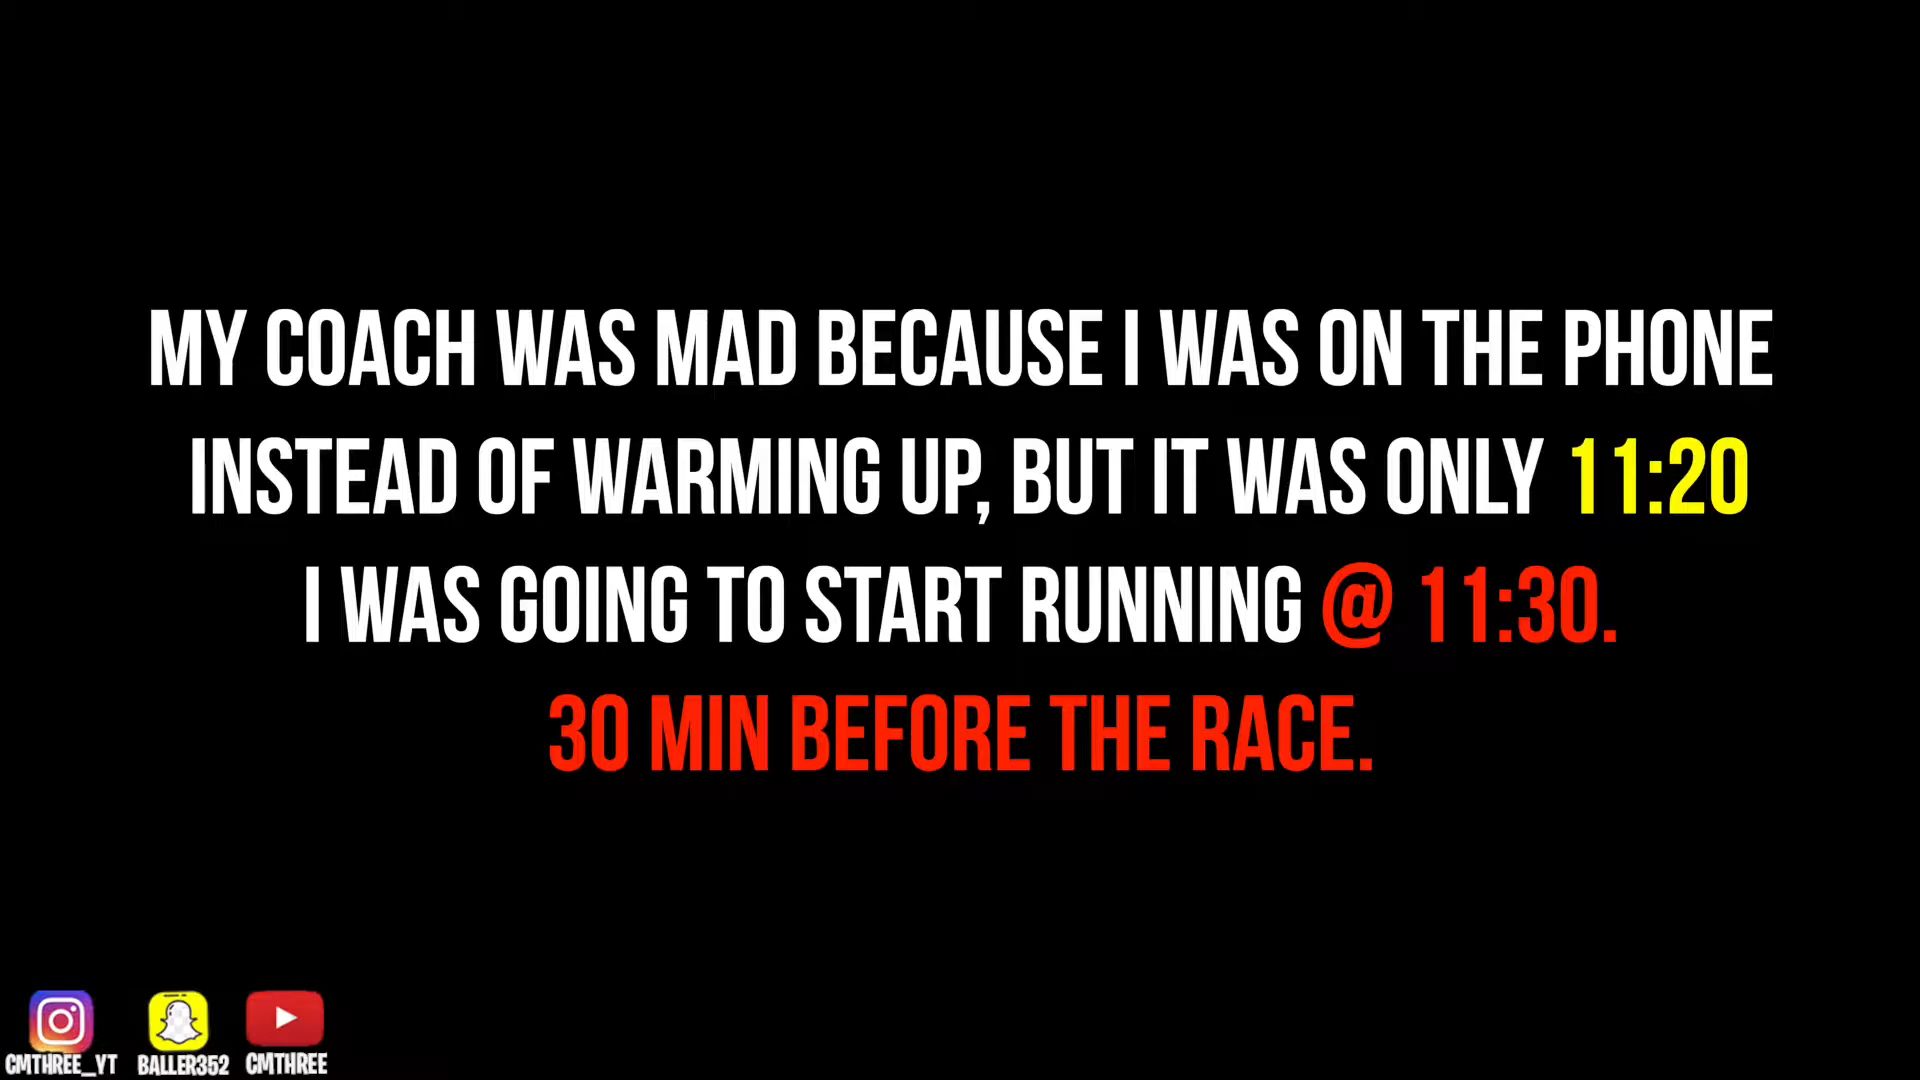 MY COACH WAS MAD BECAUSE I WAS ON THE PHONE
INSTEAD OF WARMING UP, BUT IT WAS ONLY 11:20
I WAS GOING TO START RUNNING @ 11:30.
30 MIN BEFORE THE RACE.
CMTHREE_YT BALLER352 CMTHREE